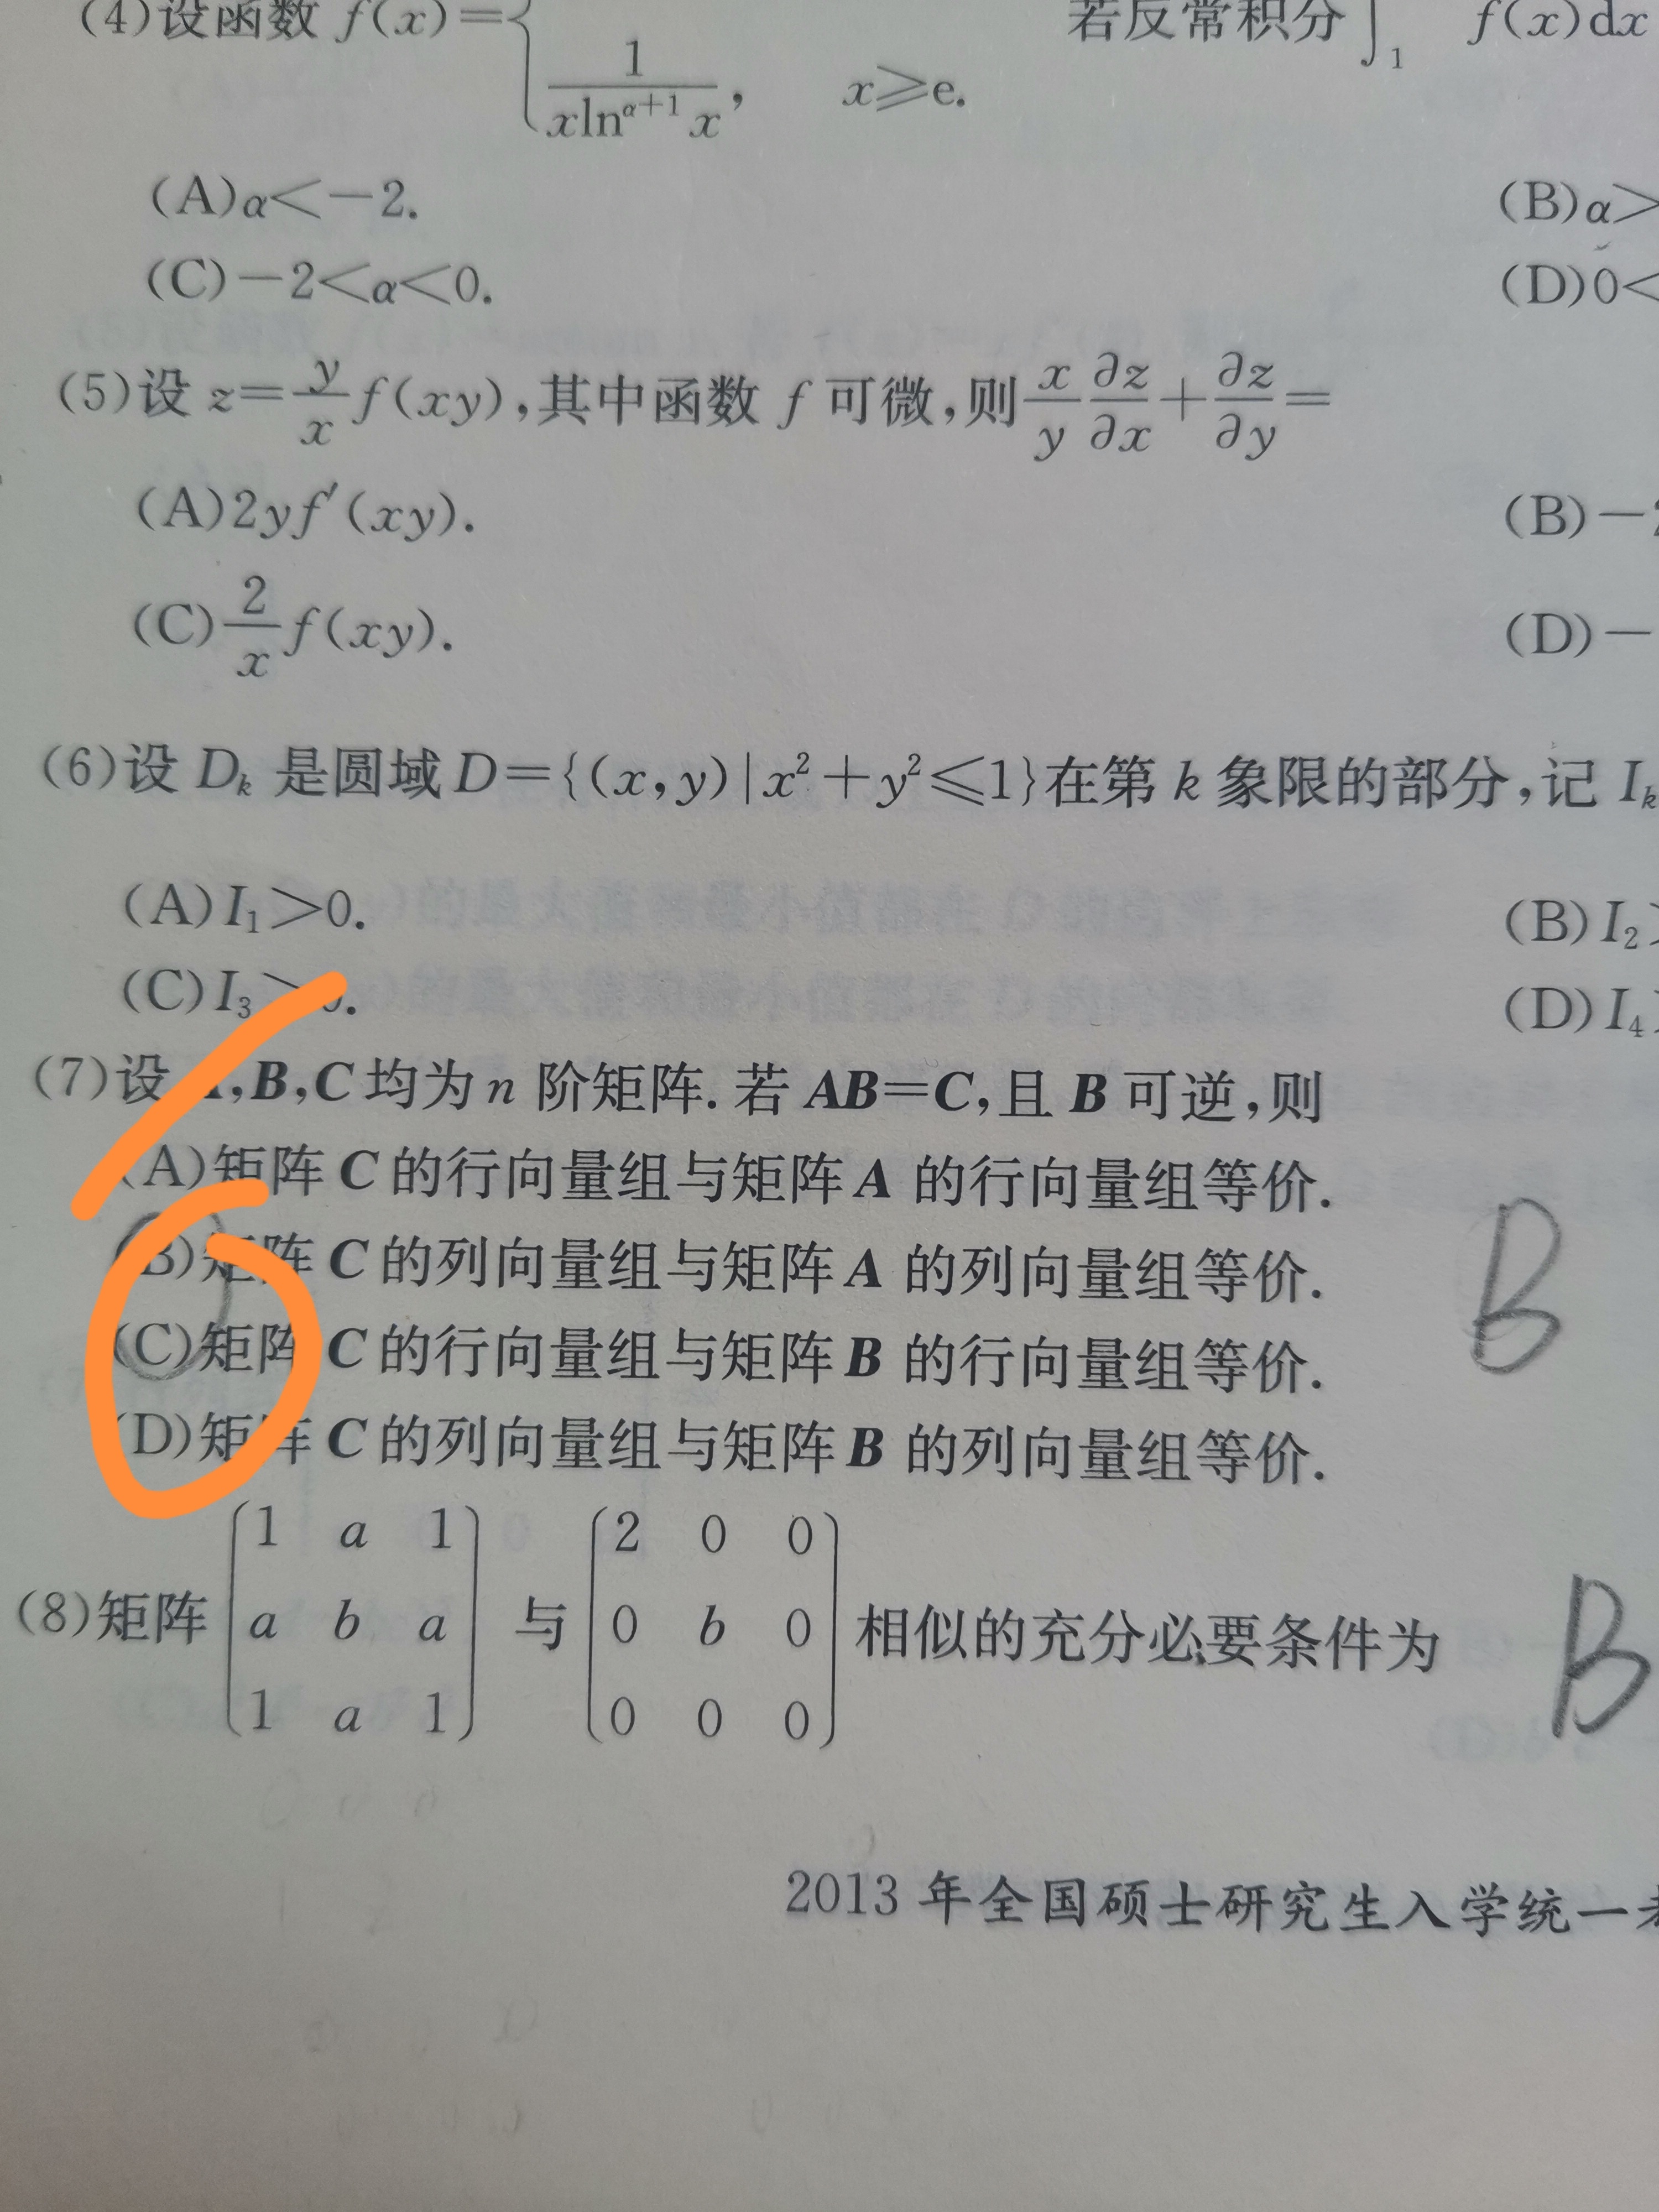 (4)设函数 f(x)={
1/(xln^{α+1} x), x≥e.
若反常积分∫_1 f(x)dx
(A)α<-2. (B)α>
(C)-2<α<0. (D)0<
(5)设 z=y/x f(xy),其中函数 f 可微,则 x/y ∂z/∂x+∂z/∂y=
(A)2yf′(xy). (B)-
(C)2/x f(xy). (D)-
(6)设 D_k 是圆域 D={(x,y)|x²+y²≤1}在第 k 象限的部分,记 I_k
(A)I₁>0. (B)I₂
(C)I₃>0. (D)I₄
(7)设 A,B,C 均为 n 阶矩阵.若 AB=C,且 B 可逆,则
(A)矩阵 C 的行向量组与矩阵 A 的行向量组等价.
(B)矩阵 C 的列向量组与矩阵 A 的列向量组等价. B
(C)矩阵 C 的行向量组与矩阵 B 的行向量组等价.
(D)矩阵 C 的列向量组与矩阵 B 的列向量组等价.
1 a 1 2 0 0
(8)矩阵 a b a 与 0 b 0 相似的充分必要条件为 B
1 a 1 0 0 0
2013 年全国硕士研究生入学统一